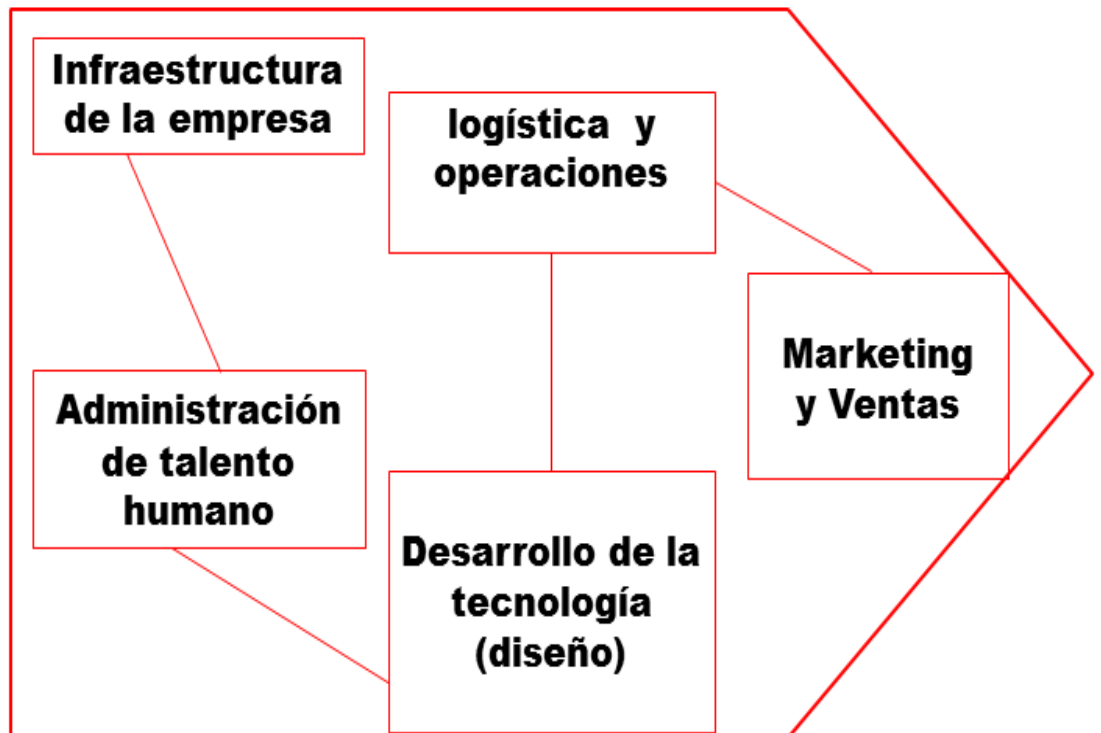 Infraestructura
de la empresa
logística y
operaciones
Administración
de talento
humano
Marketing
y Ventas
Desarrollo de la
tecnología
(diseño)